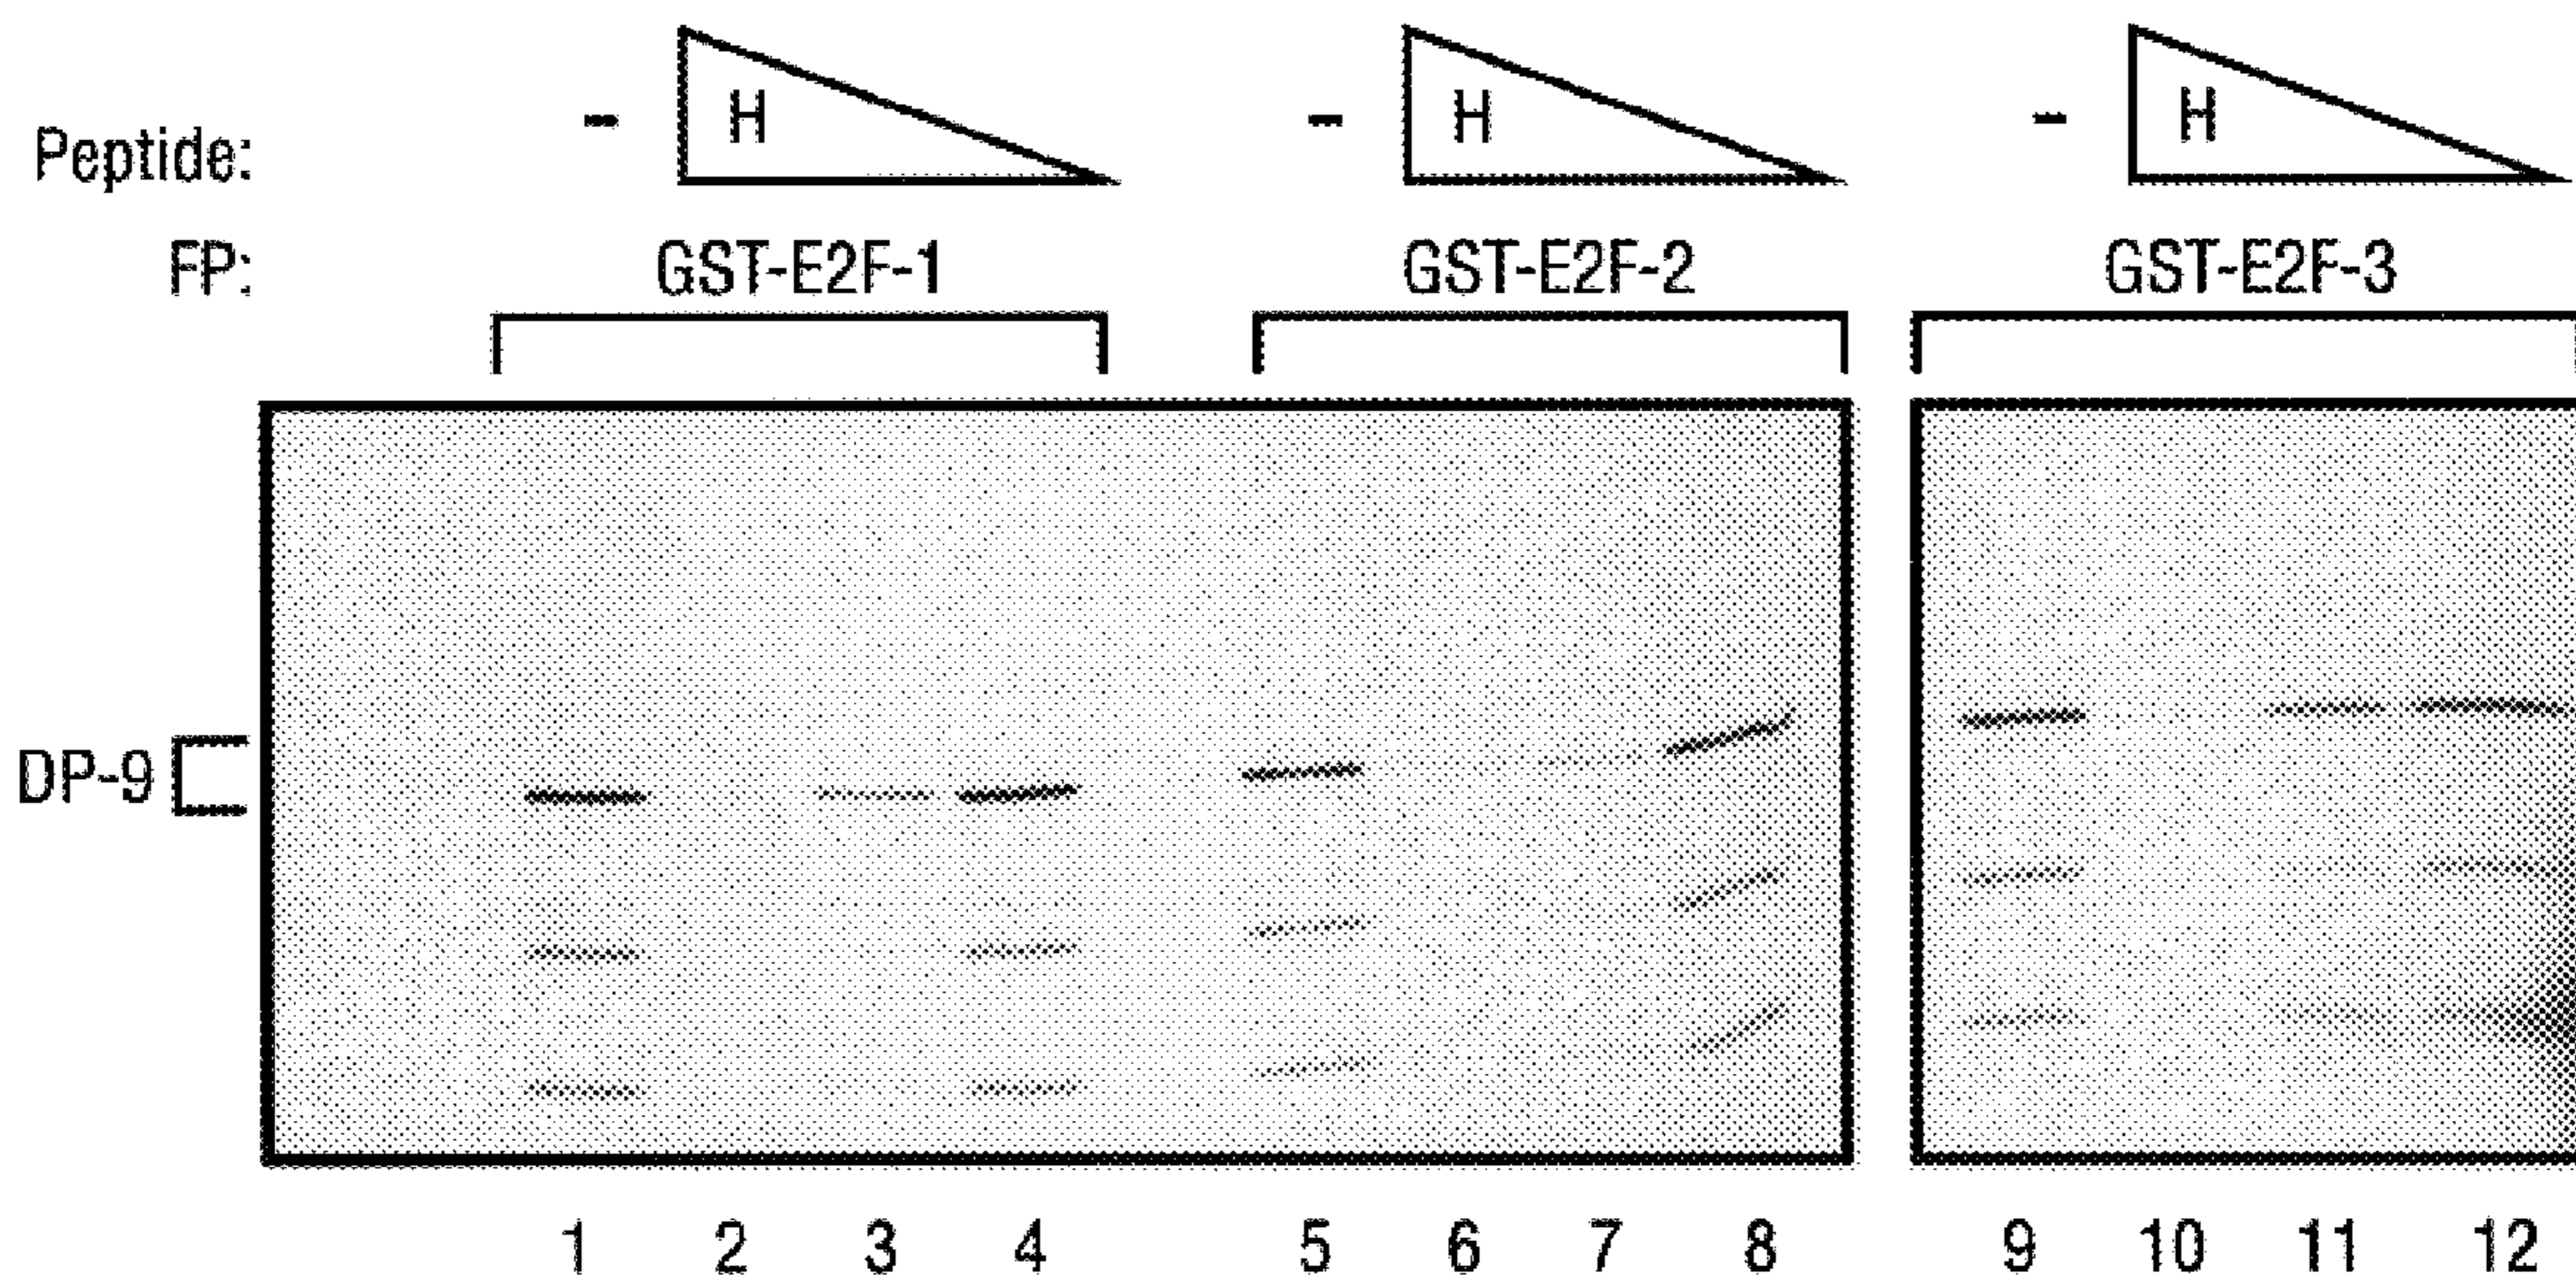 Peptide: - H - H - H
FP: GST-E2F-1 GST-E2F-2 GST-E2F-3
DP-9
1 2 3 4 5 6 7 8 9 10 11 12